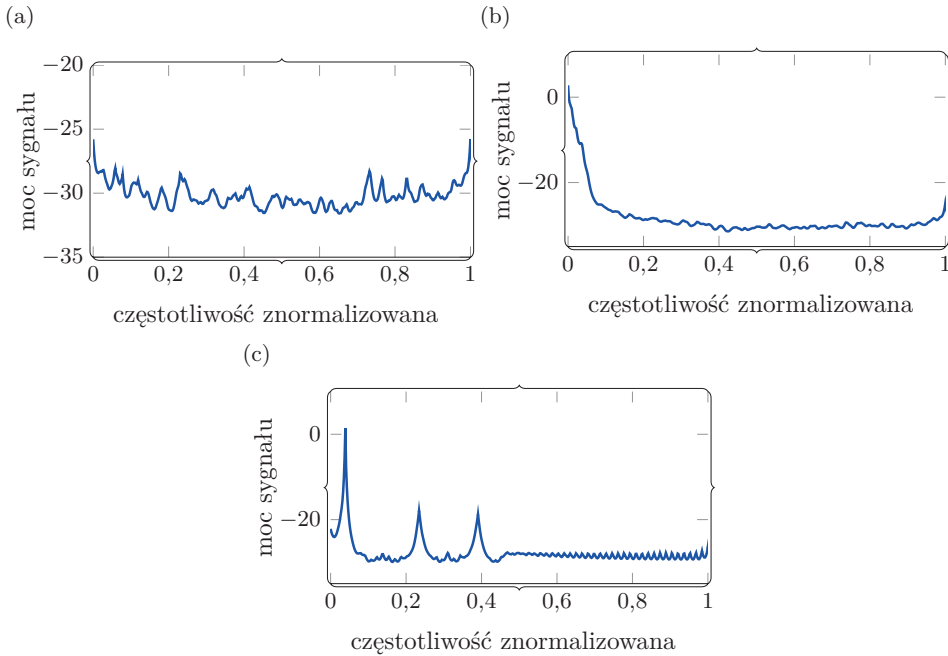 (a)
moc sygnału
−20
−25
−30
−35
0 0,2 0,4 0,6 0,8 1
częstotliwość znormalizowana
(b)
moc sygnału
0
−20
0 0,2 0,4 0,6 0,8 1
częstotliwość znormalizowana
(c)
moc sygnału
0
−20
0 0,2 0,4 0,6 0,8 1
częstotliwość znormalizowana